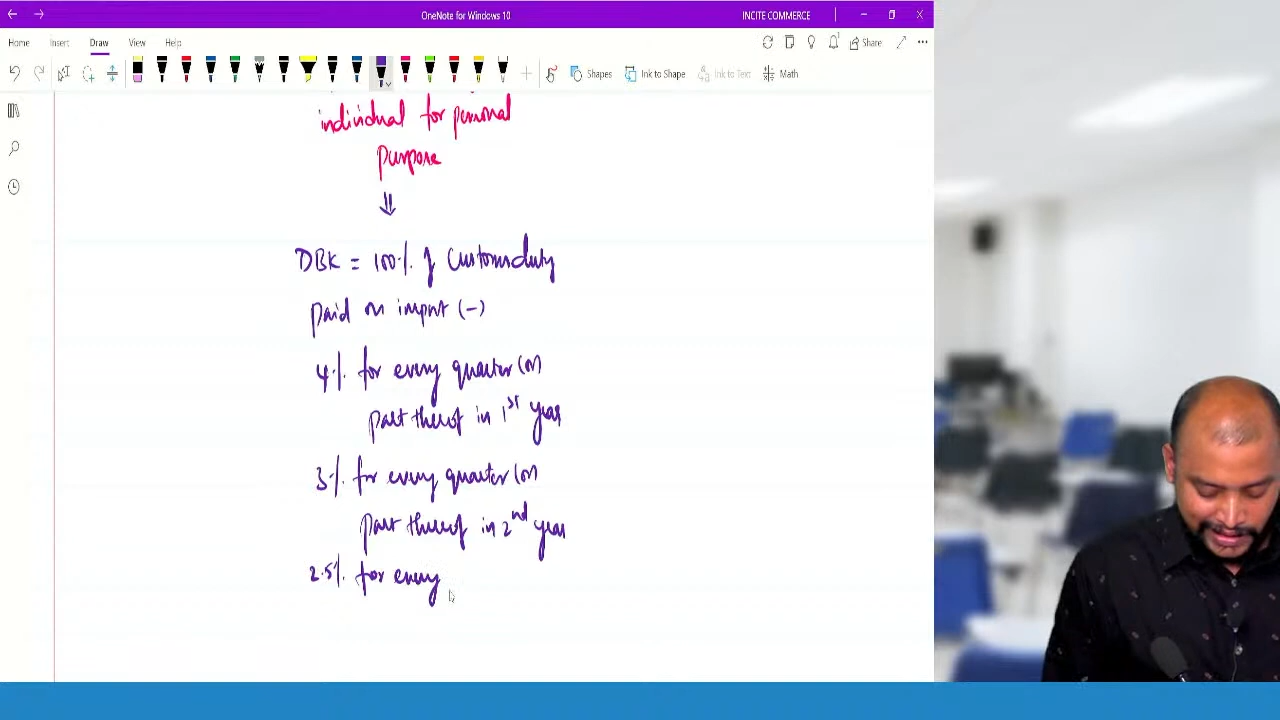 OneNote for Windows 10
INCITE COMMERCE
Home Insert Draw View Help
Share
Shapes Ink to Shape Ink to Text Math
individual for personal
purpose
⇓
DBK = 100% of Customs duty
paid on import (-)
4% for every quarter (or)
part thereof in 1st year
3% for every quarter (or)
part thereof in 2nd year
2.5% for every